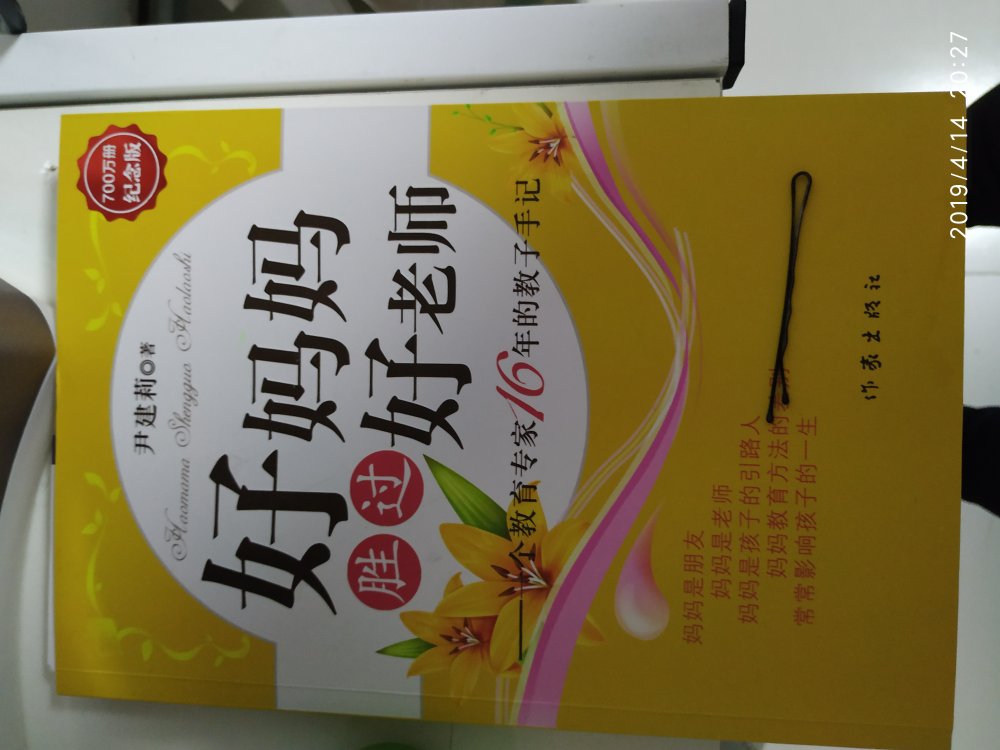 700万册
纪念版
尹建莉◎著
Haomama Shengguo Haolaoshi
好妈妈
胜过
好老师
——一个教育专家16年的教子手记
妈妈是朋友
妈妈是老师
妈妈是孩子的引路人
妈妈教育方法的差别
常常影响孩子的一生
作家出版社
2019/4/14 20:27